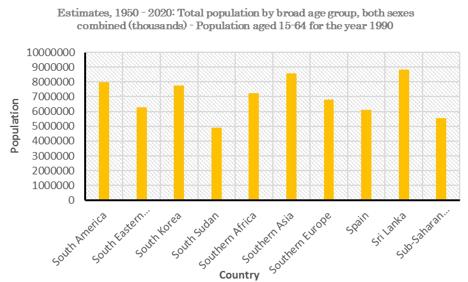 Estimates, 1950 - 2020: Total population by broad age group, both sexes
combined (thousands) - Population aged 15-64 for the year 1990
10000000
9000000
8000000
7000000
6000000
5000000
4000000
3000000
2000000
1000000
0
Population
South America
South Eastern…
South Korea
South Sudan
Southern Africa
Southern Asia
Southern Europe
Spain
Sri Lanka
Sub-Saharan…
Country